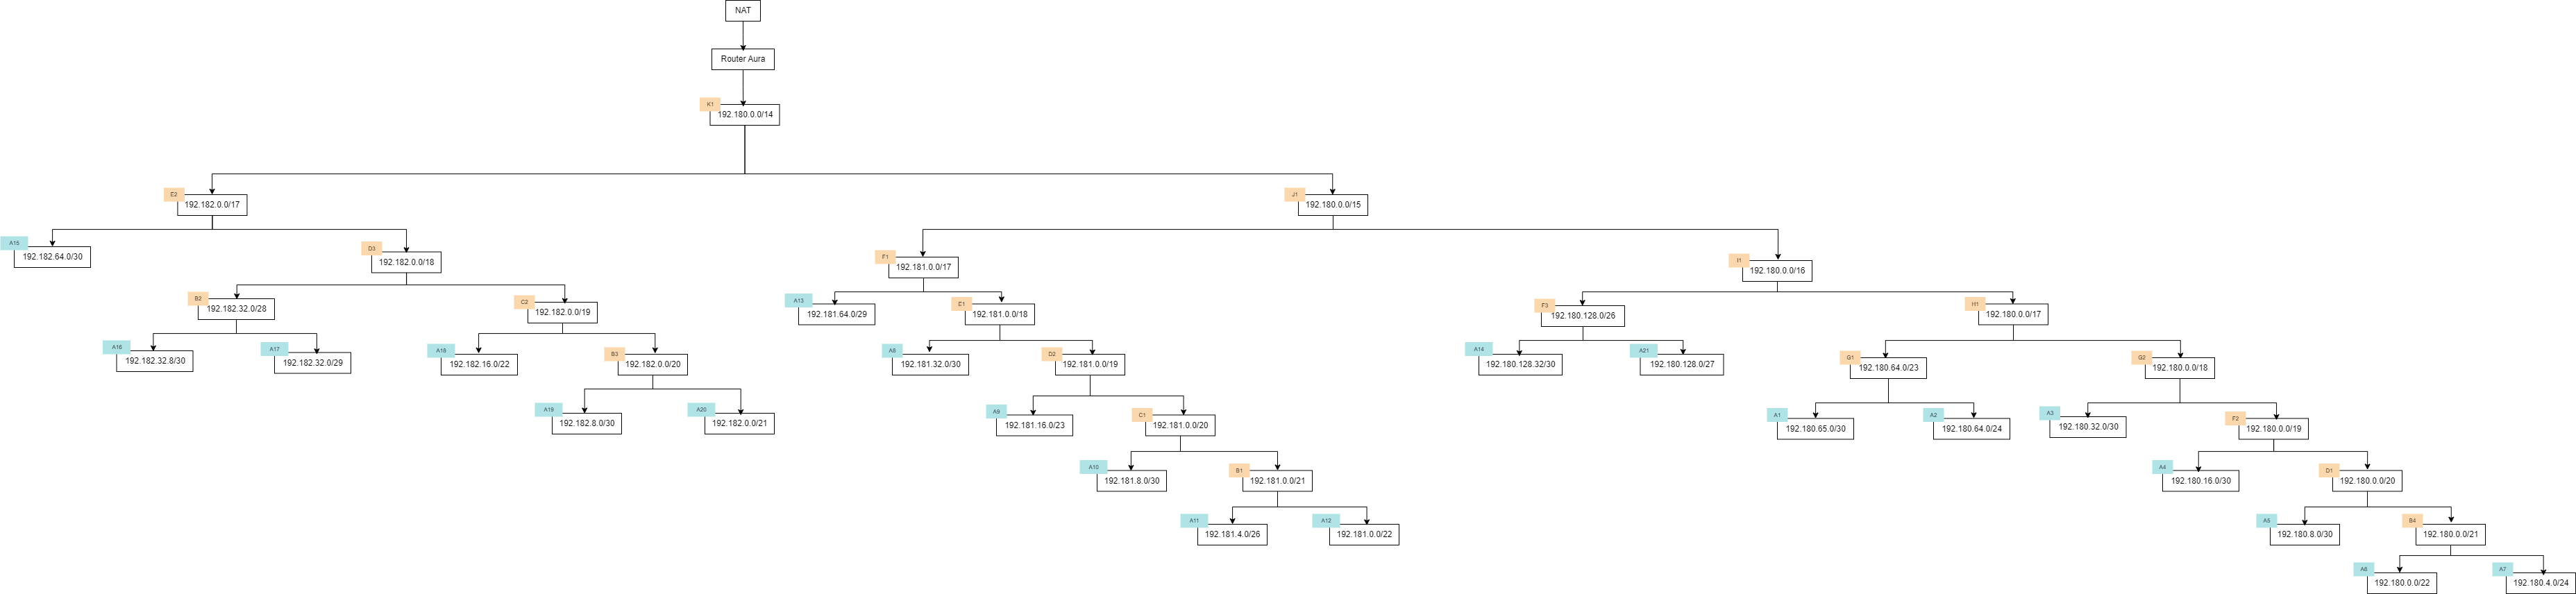 NAT
Router Aura
K1
192.180.0.0/14
E2
192.182.0.0/17
J1
192.180.0.0/15
A15
192.182.64.0/30
D3
192.182.0.0/18
F1
192.181.0.0/17
I1
192.180.0.0/16
B2
192.182.32.0/28
C2
192.182.0.0/19
A13
192.181.64.0/29
E1
192.181.0.0/18
F3
192.180.128.0/26
H1
192.180.0.0/17
A16
192.182.32.8/30
A17
192.182.32.0/29
A18
192.182.16.0/22
B3
192.182.0.0/20
A8
192.181.32.0/30
D2
192.181.0.0/19
A14
192.180.128.32/30
A21
192.180.128.0/27
G1
192.180.64.0/23
G2
192.180.0.0/18
A19
192.182.8.0/30
A20
192.182.0.0/21
A9
192.181.16.0/23
C1
192.181.0.0/20
A1
192.180.65.0/30
A2
192.180.64.0/24
A3
192.180.32.0/30
F2
192.180.0.0/19
A10
192.181.8.0/30
B1
192.181.0.0/21
A4
192.180.16.0/30
D1
192.180.0.0/20
A11
192.181.4.0/26
A12
192.181.0.0/22
A5
192.180.8.0/30
B4
192.180.0.0/21
A6
192.180.0.0/22
A7
192.180.4.0/24